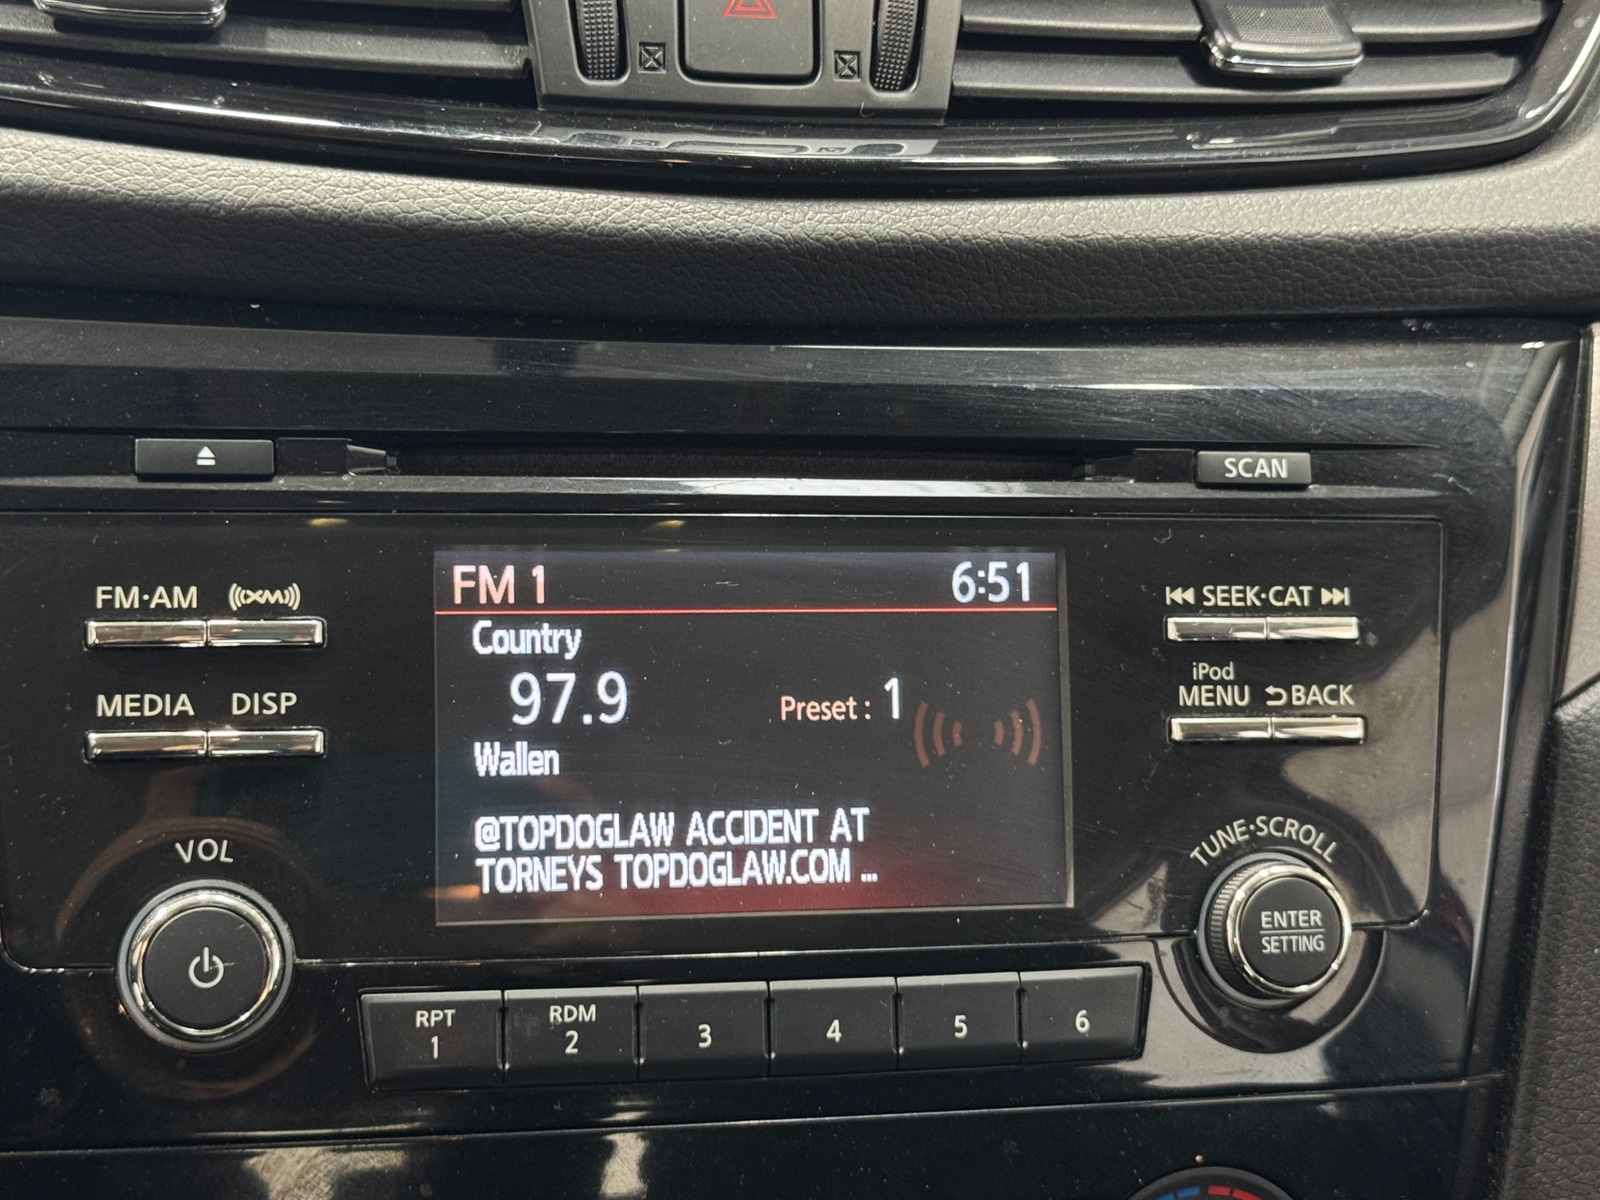 SCAN
FM·AM
XM
SEEK·CAT
MEDIA
DISP
iPod
MENU
BACK
VOL
TUNE·SCROLL
ENTER
SETTING
FM 1
6:51
Country
97.9
Preset : 1
Wallen
@TOPDOGLAW ACCIDENT AT
TORNEYS TOPDOGLAW.COM ...
RPT
1
RDM
2
3
4
5
6